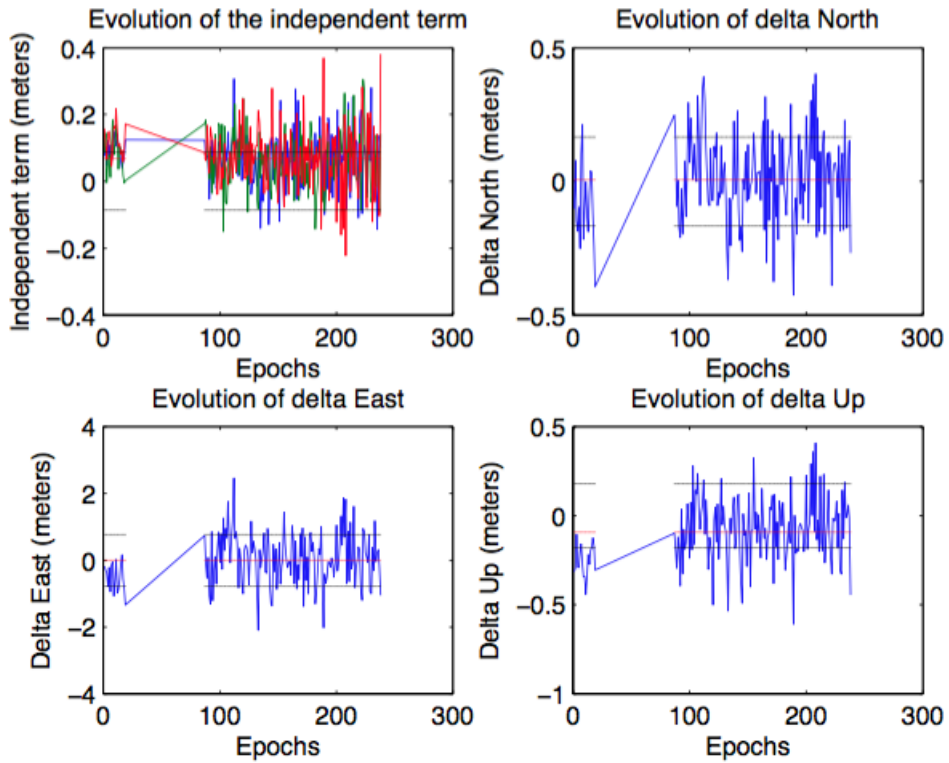 Evolution of the independent term
Independent term (meters)
0.4
0.2
0
−0.2
−0.4
0
100
200
300
Epochs
Evolution of delta North
Delta North (meters)
0.5
0
−0.5
0
100
200
300
Epochs
Evolution of delta East
Delta East (meters)
4
2
0
−2
−4
0
100
200
300
Epochs
Evolution of delta Up
Delta Up (meters)
0.5
0
−0.5
−1
0
100
200
300
Epochs